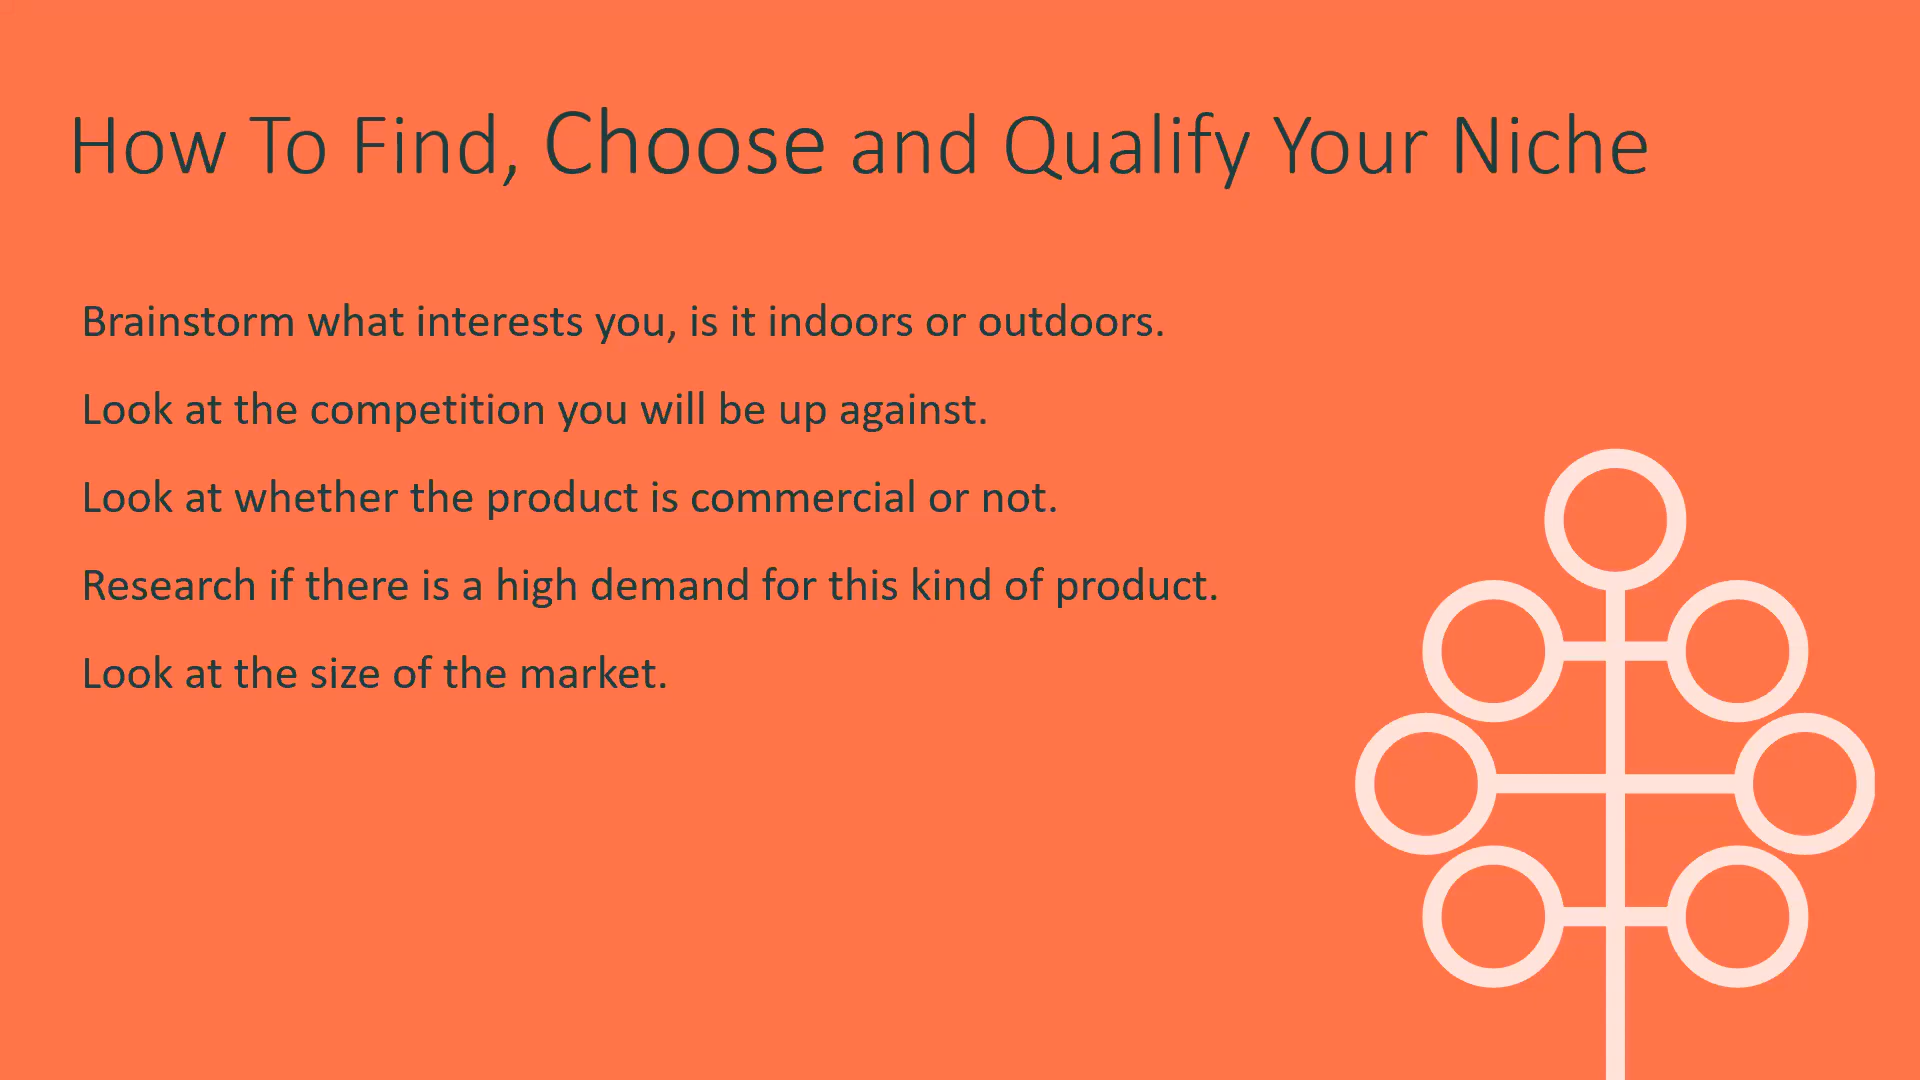 How To Find, Choose and Qualify Your Niche
Brainstorm what interests you, is it indoors or outdoors.
Look at the competition you will be up against.
Look at whether the product is commercial or not.
Research if there is a high demand for this kind of product.
Look at the size of the market.